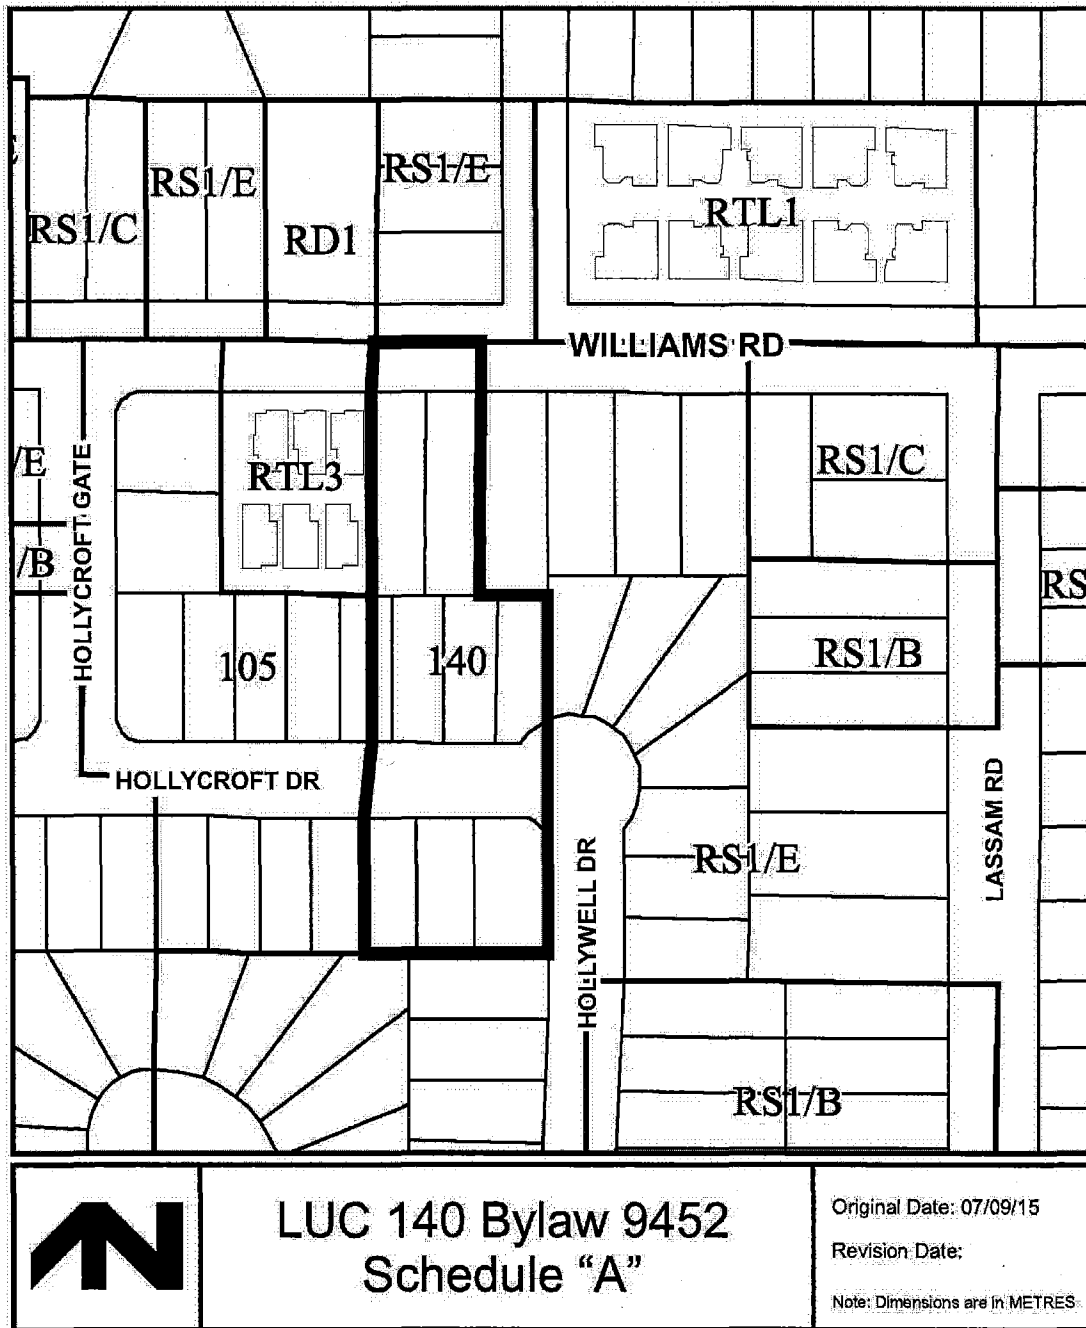 RS1/E
RS1/E
RS1/C
RD1
RTL1
WILLIAMS RD
/E
HOLLYCROFT GATE
RTL3
RS1/C
/B
RS
105
140
RS1/B
HOLLYCROFT DR
LASSAM RD
HOLLYWELL DR
RS1/E
RS1/B
LUC 140 Bylaw 9452
Schedule "A"
Original Date: 07/09/15
Revision Date:
Note: Dimensions are in METRES